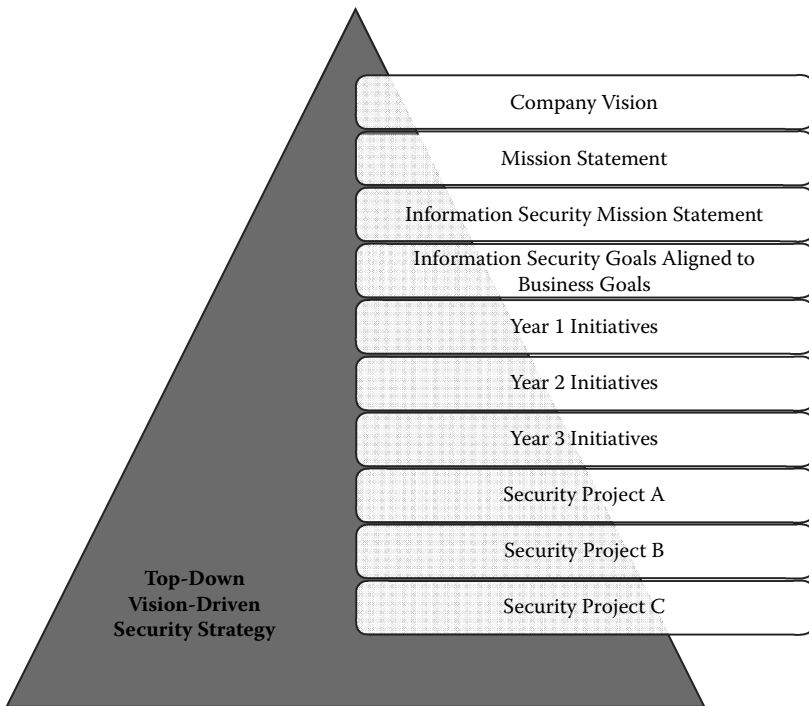 Company Vision
Mission Statement
Information Security Mission Statement
Information Security Goals Aligned to
Business Goals
Year 1 Initiatives
Year 2 Initiatives
Year 3 Initiatives
Security Project A
Security Project B
Security Project C
Top-Down
Vision-Driven
Security Strategy